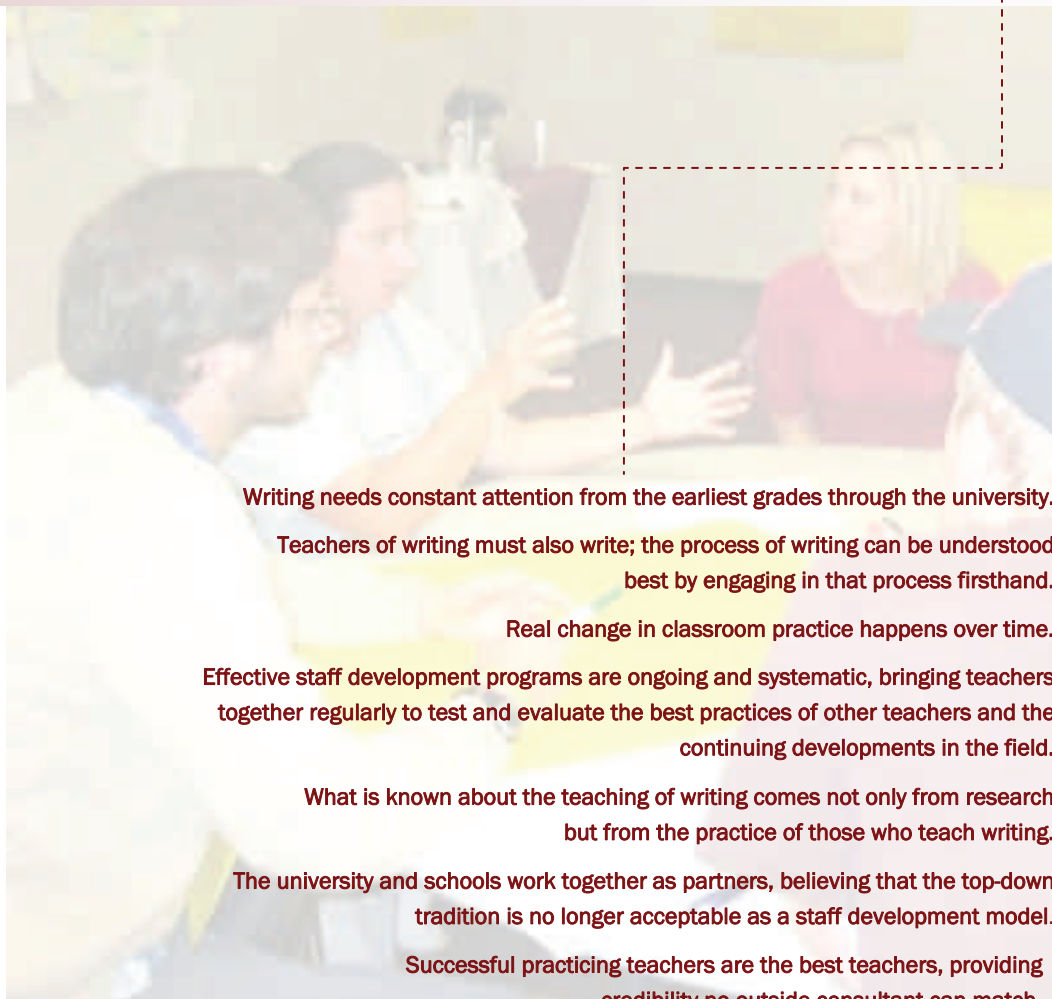 Writing needs constant attention from the earliest grades through the university.
Teachers of writing must also write; the process of writing can be understood
best by engaging in that process firsthand.
Real change in classroom practice happens over time.
Effective staff development programs are ongoing and systematic, bringing teachers
together regularly to test and evaluate the best practices of other teachers and the
continuing developments in the field.
What is known about the teaching of writing comes not only from research
but from the practice of those who teach writing.
The university and schools work together as partners, believing that the top-down
tradition is no longer acceptable as a staff development model.
Successful practicing teachers are the best teachers, providing
credibility no outside consultant can match